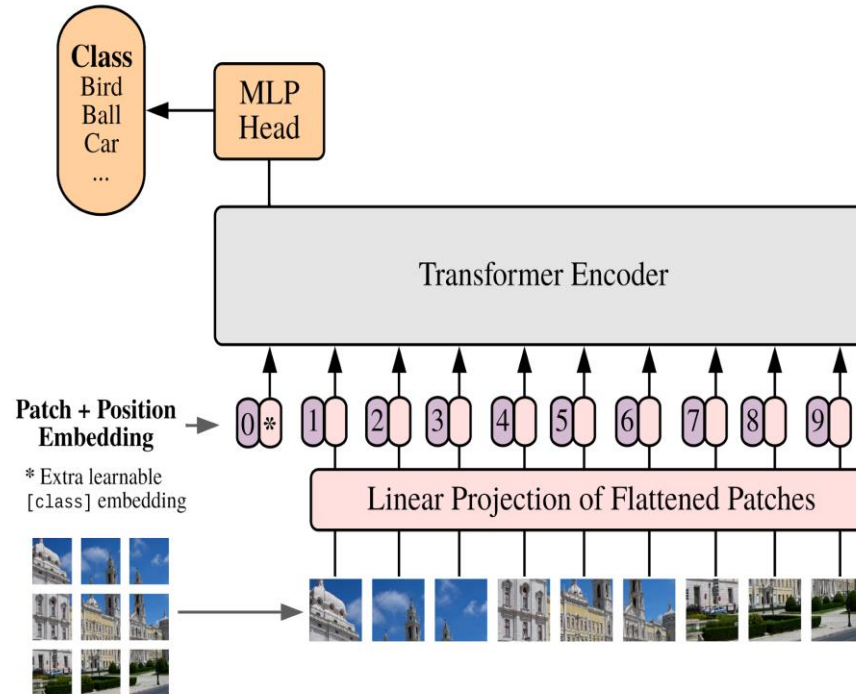 Class
Bird
Ball
Car
...
MLP
Head
Transformer Encoder
Patch + Position
Embedding
0 * 1 2 3 4 5 6 7 8 9
* Extra learnable
[class] embedding
Linear Projection of Flattened Patches